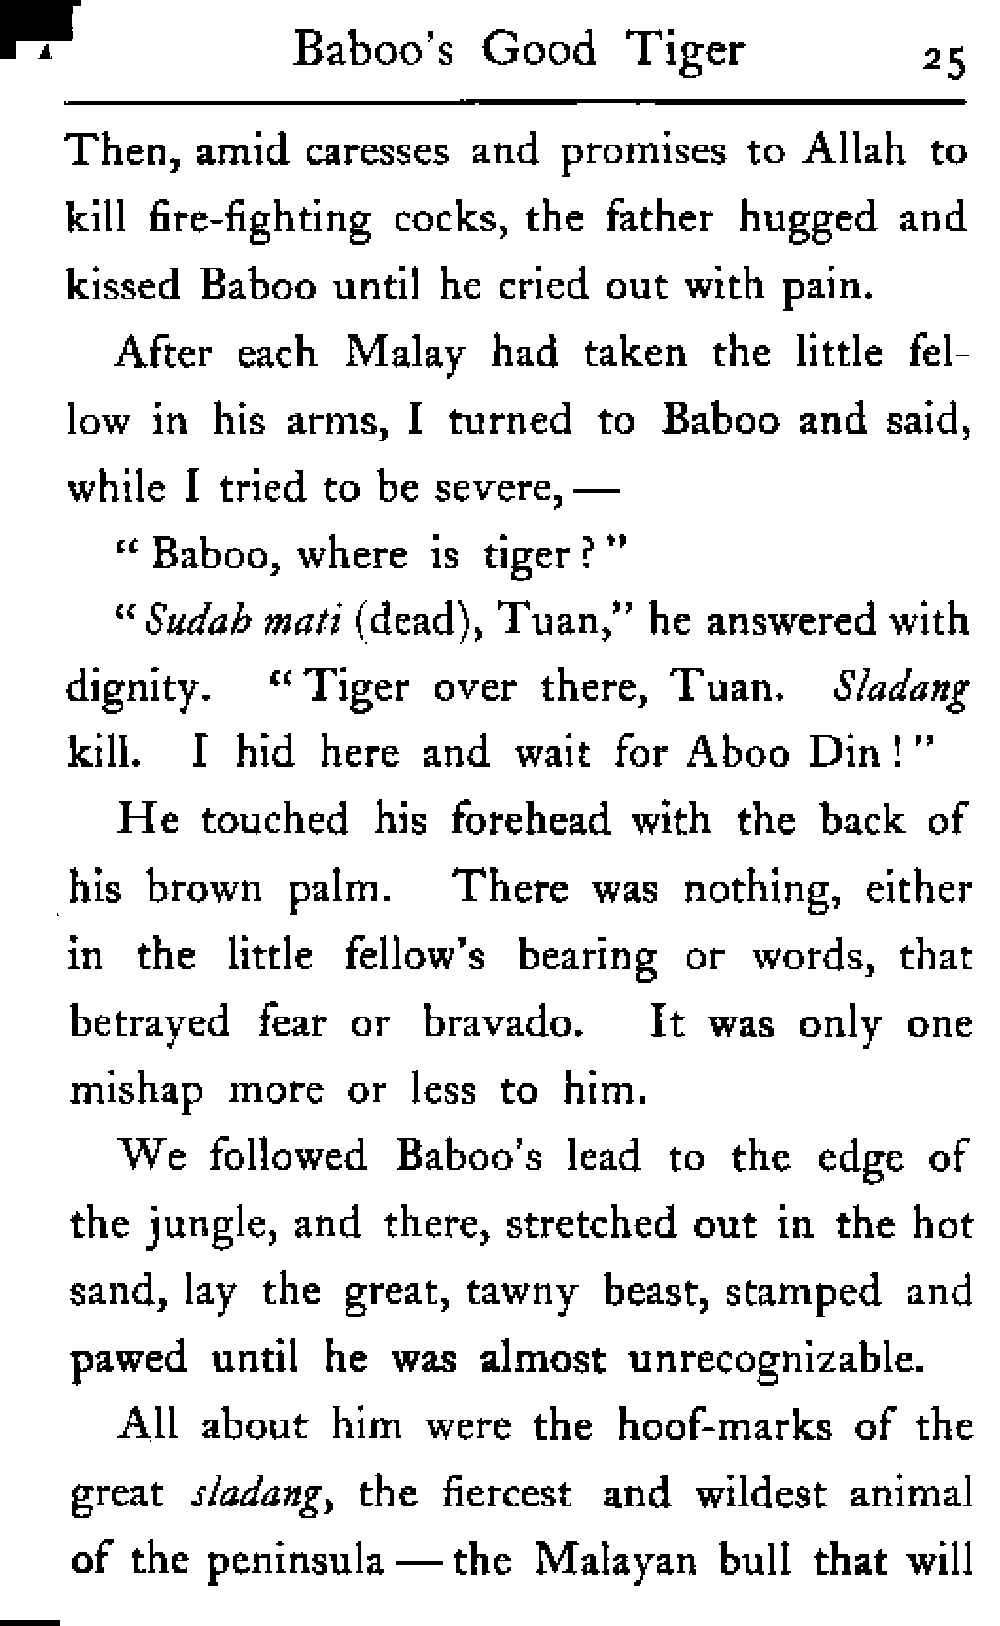 Baboo's Good Tiger 25
Then, amid caresses and promises to Allah to
kill fire-fighting cocks, the father hugged and
kissed Baboo until he cried out with pain.
After each Malay had taken the little fel-
low in his arms, I turned to Baboo and said,
while I tried to be severe, —
"Baboo, where is tiger?"
"Sudah mati (dead), Tuan," he answered with
dignity. "Tiger over there, Tuan. Sladang
kill. I hid here and wait for Aboo Din!"
He touched his forehead with the back of
his brown palm. There was nothing, either
in the little fellow's bearing or words, that
betrayed fear or bravado. It was only one
mishap more or less to him.
We followed Baboo's lead to the edge of
the jungle, and there, stretched out in the hot
sand, lay the great, tawny beast, stamped and
pawed until he was almost unrecognizable.
All about him were the hoof-marks of the
great sladang, the fiercest and wildest animal
of the peninsula — the Malayan bull that will